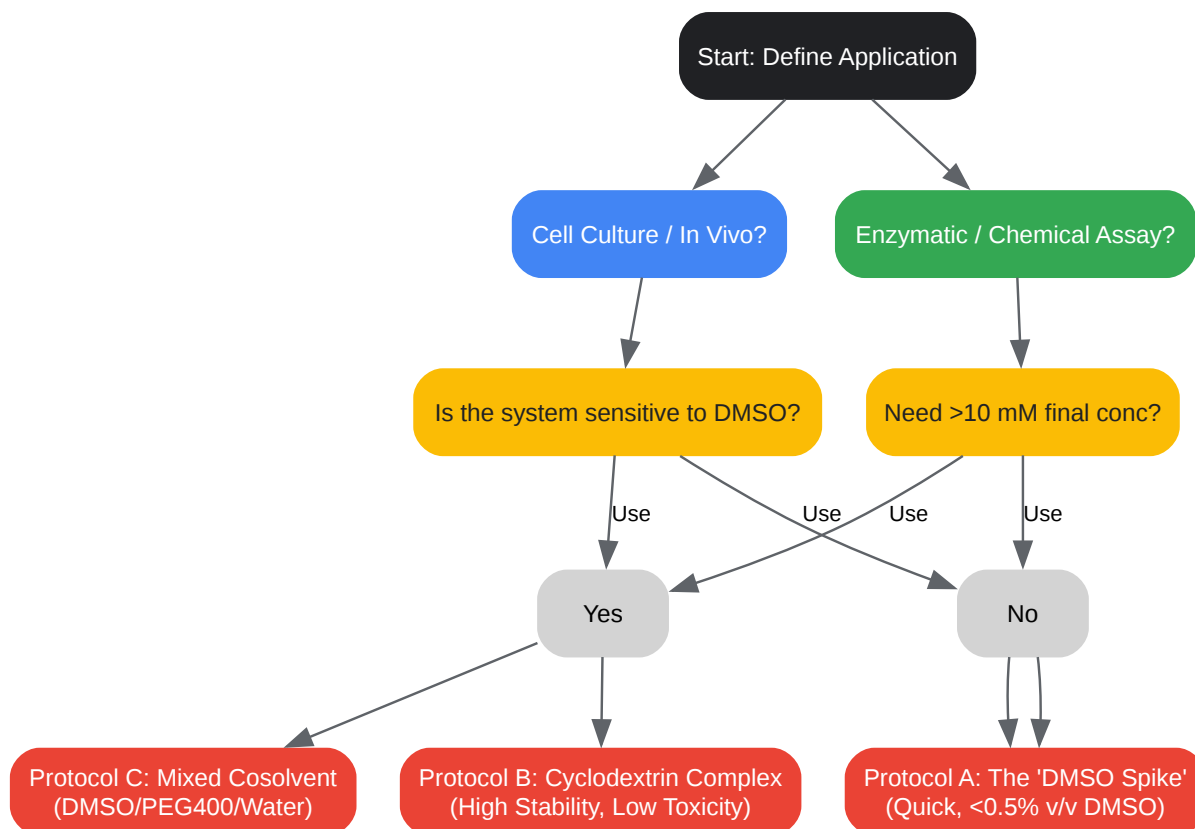 Start: Define Application
Cell Culture / In Vivo?
Enzymatic / Chemical Assay?
Is the system sensitive to DMSO?
Need >10 mM final conc?
Use
Use
Use
Use
Yes
No
Protocol C: Mixed Cosolvent
(DMSO/PEG400/Water)
Protocol B: Cyclodextrin Complex
(High Stability, Low Toxicity)
Protocol A: The 'DMSO Spike'
(Quick, <0.5% v/v DMSO)